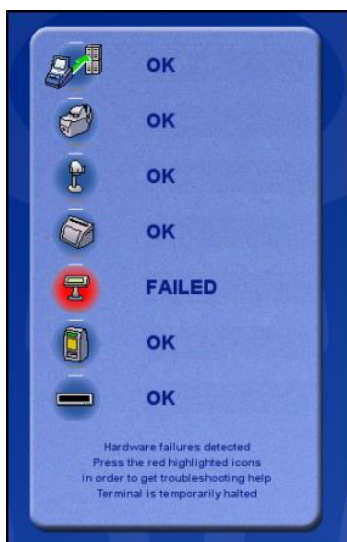 OK
OK
OK
OK
FAILED
OK
OK
Hardware failures detected
Press the red highlighted icons
in order to get troubleshooting help
Terminal is temporarily halted